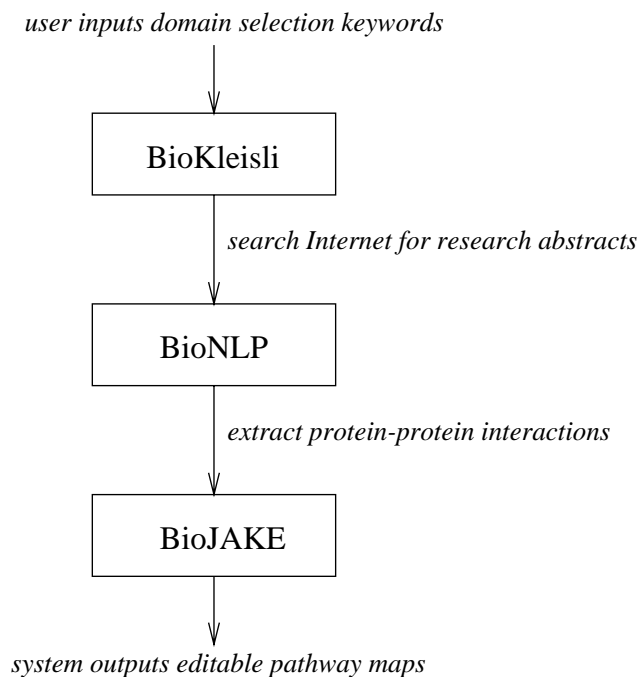 user inputs domain selection keywords
BioKleisli
search Internet for research abstracts
BioNLP
extract protein-protein interactions
BioJAKE
system outputs editable pathway maps